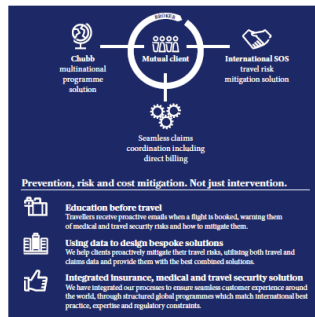 BROKER
Chubb
multinational
programme
solution
Mutual client
International SOS
travel risk
mitigation solution
Seamless claims
coordination including
direct billing
Prevention, risk and cost mitigation. Not just intervention.
Education before travel
Travellers receive proactive emails when a flight is booked, warning them
of medical and travel security risks and how to mitigate them.
Using data to design bespoke solutions
We help clients proactively mitigate their travel risks, utilising both travel and
claims data and provide them with the best combined solutions.
Integrated insurance, medical and travel security solution
We have integrated our processes to ensure seamless customer experience around
the world, through structured global programmes which match international best
practice, expertise and regulatory constraints.